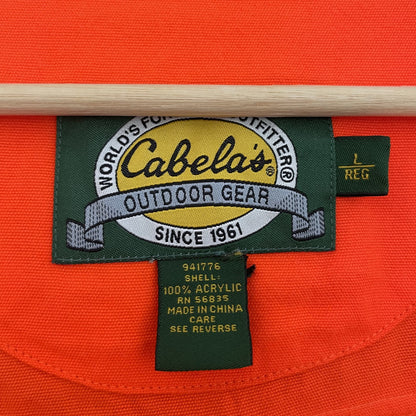 WORLD'S FOR OUTFITTER®
Cabela's®
OUTDOOR GEAR
SINCE 1961
L
REG
941776
SHELL:
100% ACRYLIC
RN 56835
MADE IN CHINA
CARE
SEE REVERSE